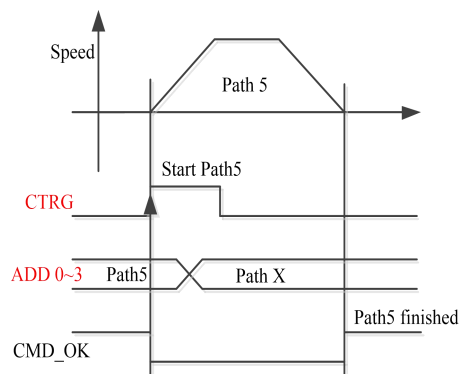 Speed
Path 5
Start Path5
CTRG
ADD 0~3
Path5
Path X
Path5 finished
CMD_OK